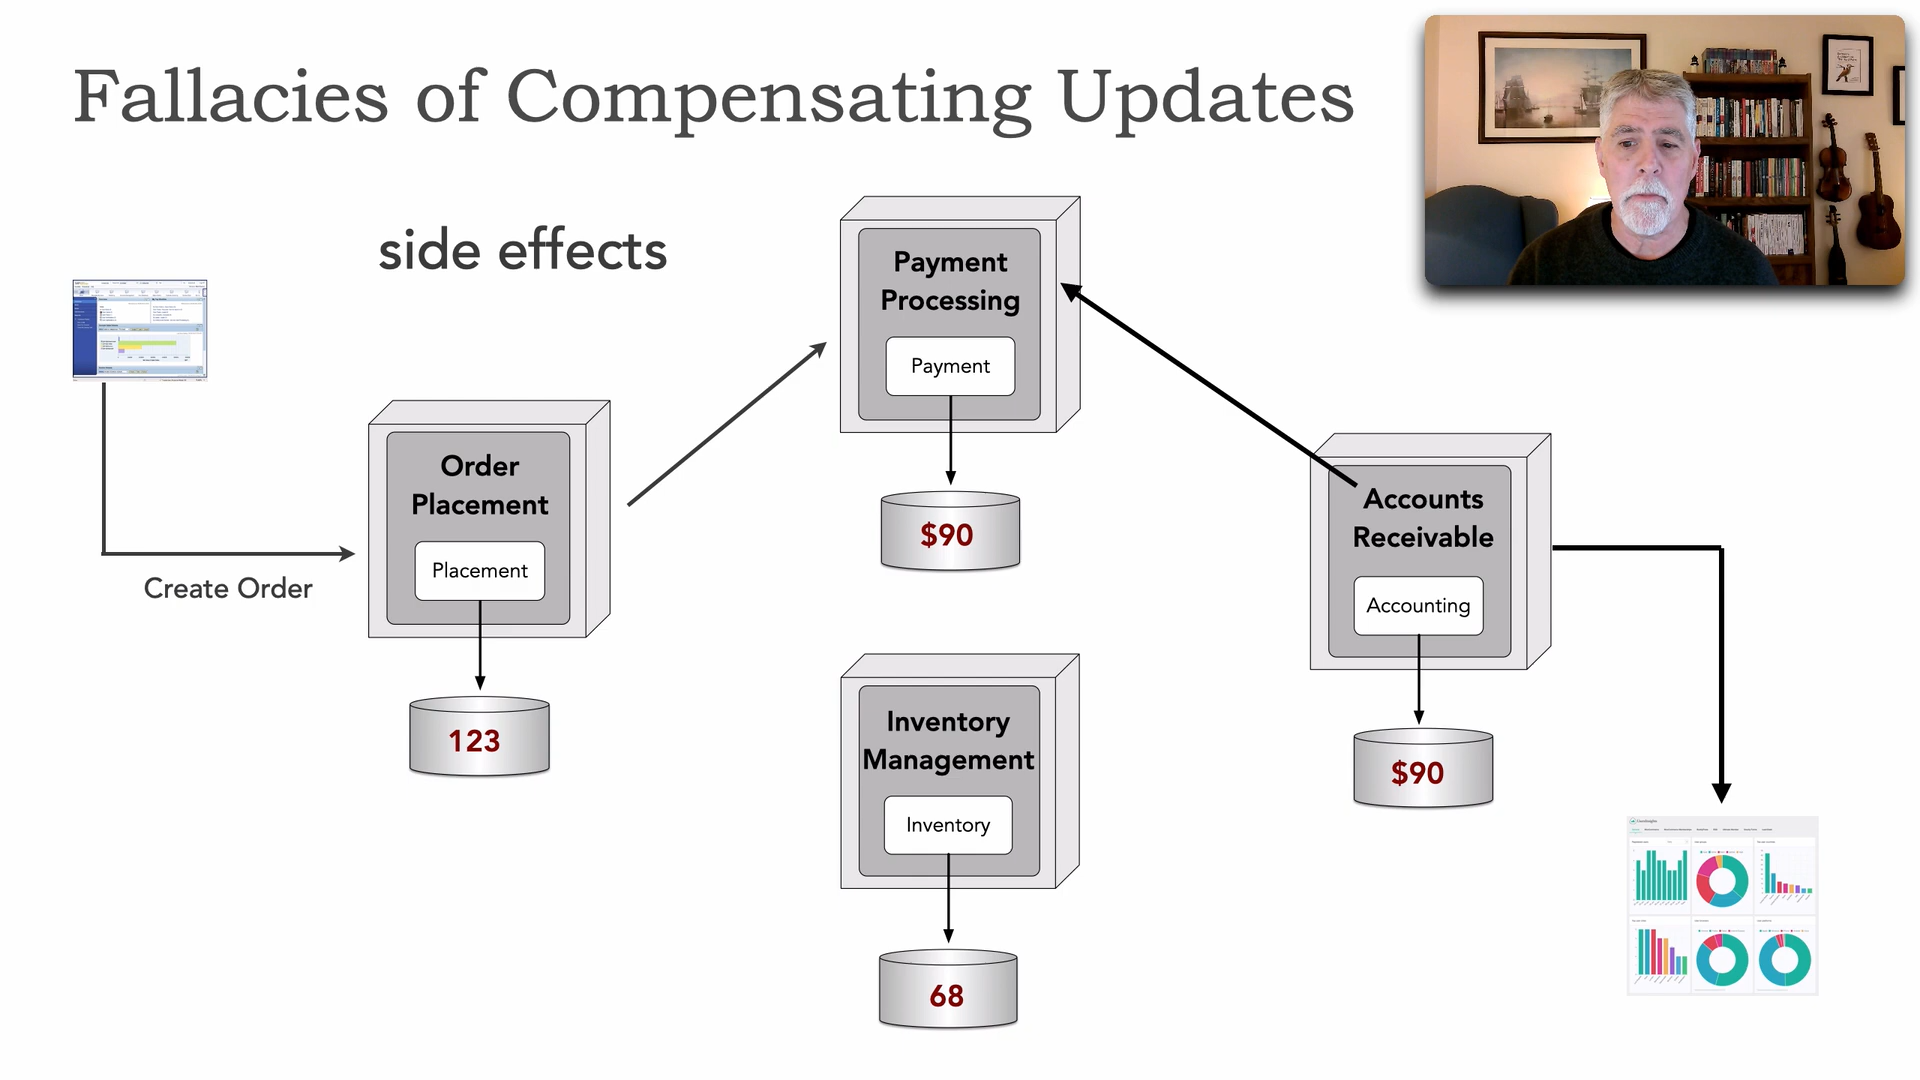 Fallacies of Compensating Updates
side effects
Payment
Processing
Payment
$90
Order
Placement
Placement
123
Create Order
Accounts
Receivable
Accounting
$90
Inventory
Management
Inventory
68